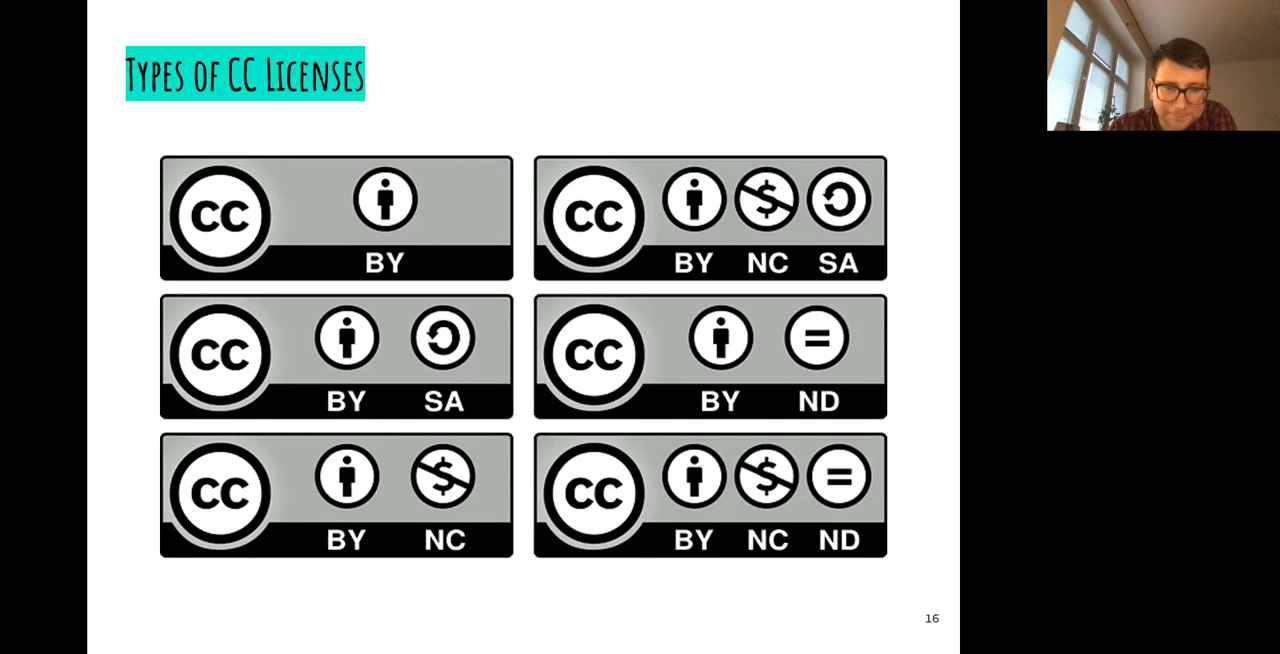 Types of CC Licenses
CC
BY
CC
$
BY NC SA
CC
BY SA
CC
=
BY ND
CC
$
BY NC
CC
$ =
BY NC ND
16